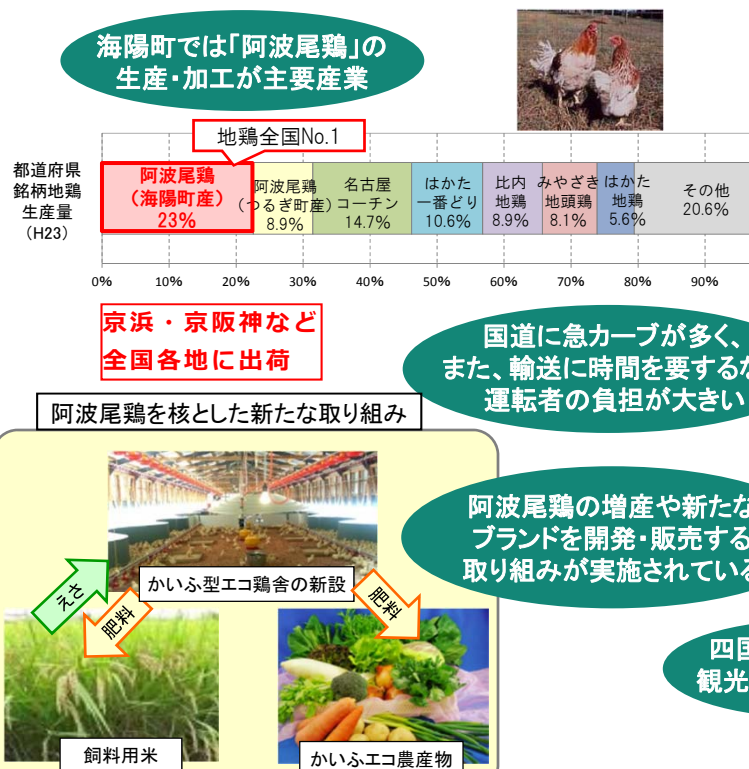 海陽町では「阿波尾鶏」の
生産・加工が主要産業
地鶏全国No.1
都道府県
銘柄地鶏
生産量
（H23）
阿波尾鶏
（海陽町産）
23%
阿波尾鶏
（つるぎ町産）
8.9%
名古屋
コーチン
14.7%
はかた
一番どり
10.6%
比内
地鶏
8.9%
みやざき
地頭鶏
8.1%
はかた
地鶏
5.6%
その他
20.6%
0% 10% 20% 30% 40% 50% 60% 70% 80% 90%
京浜・京阪神など
全国各地に出荷
国道に急カーブが多く、
また、輸送に時間を要するな
運転者の負担が大きい
阿波尾鶏を核とした新たな取り組み
かいふ型エコ鶏舎の新設
えさ
肥料
肥料
飼料用米
かいふエコ農産物
阿波尾鶏の増産や新たな
ブランドを開発・販売する
取り組みが実施されている
四国
観光